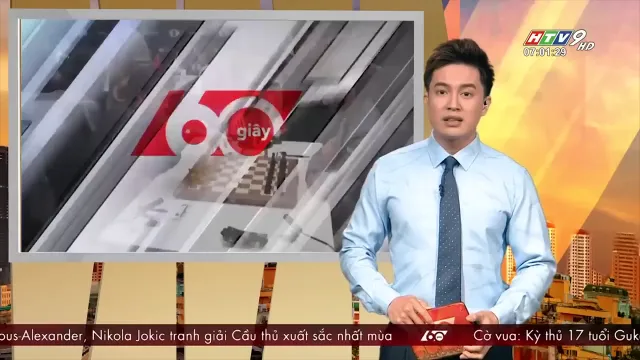 HTV9 HD
07:01:29
60 giây
ous-Alexander, Nikola Jokic tranh giải Cầu thủ xuất sắc nhất mùa 60 Cờ vua: Kỳ thủ 17 tuổi Guk